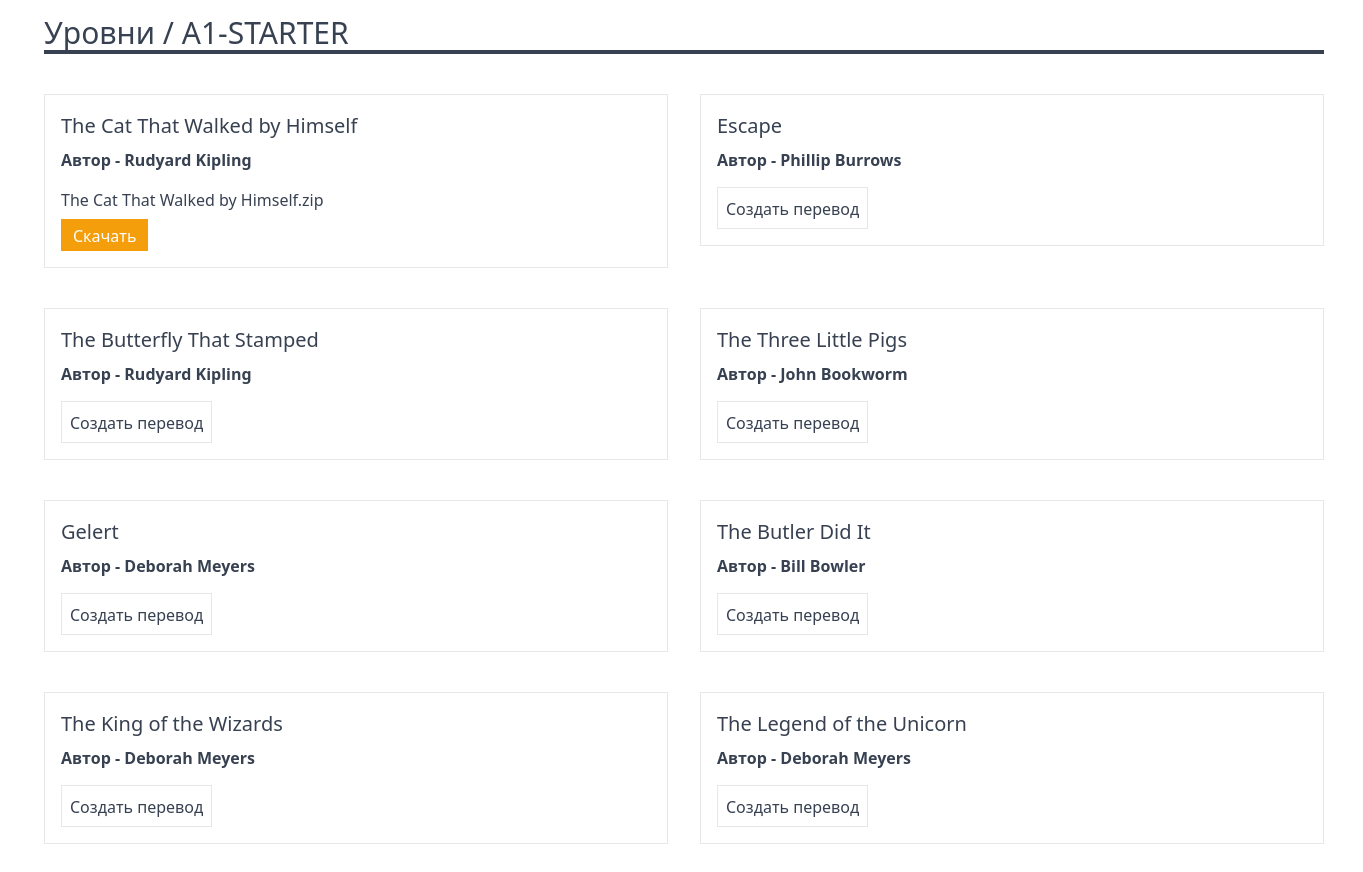 Уровни / A1-STARTER
The Cat That Walked by Himself
Автор - Rudyard Kipling
The Cat That Walked by Himself.zip
Скачать
Escape
Автор - Phillip Burrows
Создать перевод
The Butterfly That Stamped
Автор - Rudyard Kipling
Создать перевод
The Three Little Pigs
Автор - John Bookworm
Создать перевод
Gelert
Автор - Deborah Meyers
Создать перевод
The Butler Did It
Автор - Bill Bowler
Создать перевод
The King of the Wizards
Автор - Deborah Meyers
Создать перевод
The Legend of the Unicorn
Автор - Deborah Meyers
Создать перевод